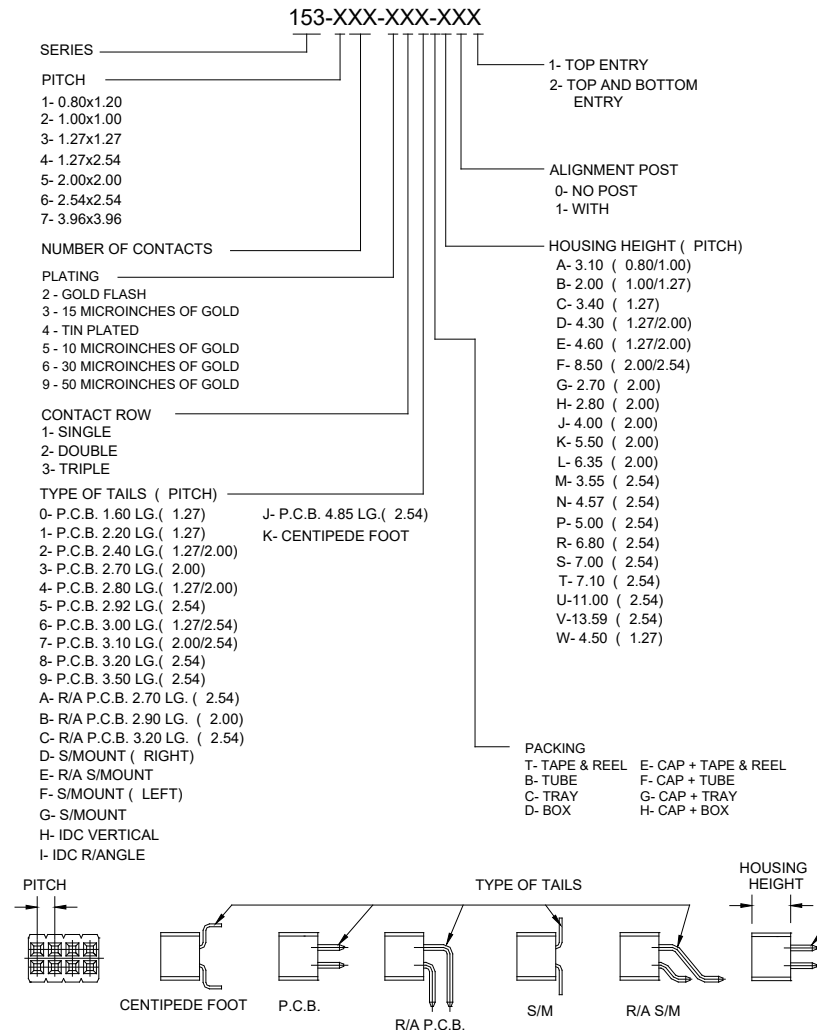 153-XXX-XXX-XXX
SERIES
PITCH
1- 0.80x1.20
2- 1.00x1.00
3- 1.27x1.27
4- 1.27x2.54
5- 2.00x2.00
6- 2.54x2.54
7- 3.96x3.96
NUMBER OF CONTACTS
PLATING
2 - GOLD FLASH
3 - 15 MICROINCHES OF GOLD
4 - TIN PLATED
5 - 10 MICROINCHES OF GOLD
6 - 30 MICROINCHES OF GOLD
9 - 50 MICROINCHES OF GOLD
CONTACT ROW
1- SINGLE
2- DOUBLE
3- TRIPLE
TYPE OF TAILS ( PITCH)
0- P.C.B. 1.60 LG.( 1.27)
1- P.C.B. 2.20 LG.( 1.27)
2- P.C.B. 2.40 LG.( 1.27/2.00)
3- P.C.B. 2.70 LG.( 2.00)
4- P.C.B. 2.80 LG.( 1.27/2.00)
5- P.C.B. 2.92 LG.( 2.54)
6- P.C.B. 3.00 LG.( 1.27/2.54)
7- P.C.B. 3.10 LG.( 2.00/2.54)
8- P.C.B. 3.20 LG.( 2.54)
9- P.C.B. 3.50 LG.( 2.54)
A- R/A P.C.B. 2.70 LG. ( 2.54)
B- R/A P.C.B. 2.90 LG. ( 2.00)
C- R/A P.C.B. 3.20 LG. ( 2.54)
D- S/MOUNT ( RIGHT)
E- R/A S/MOUNT
F- S/MOUNT ( LEFT)
G- S/MOUNT
H- IDC VERTICAL
I- IDC R/ANGLE
J- P.C.B. 4.85 LG.( 2.54)
K- CENTIPEDE FOOT
1- TOP ENTRY
2- TOP AND BOTTOM
ENTRY
ALIGNMENT POST
0- NO POST
1- WITH
HOUSING HEIGHT ( PITCH)
A- 3.10 ( 0.80/1.00)
B- 2.00 ( 1.00/1.27)
C- 3.40 ( 1.27)
D- 4.30 ( 1.27/2.00)
E- 4.60 ( 1.27/2.00)
F- 8.50 ( 2.00/2.54)
G- 2.70 ( 2.00)
H- 2.80 ( 2.00)
J- 4.00 ( 2.00)
K- 5.50 ( 2.00)
L- 6.35 ( 2.00)
M- 3.55 ( 2.54)
N- 4.57 ( 2.54)
P- 5.00 ( 2.54)
R- 6.80 ( 2.54)
S- 7.00 ( 2.54)
T- 7.10 ( 2.54)
U-11.00 ( 2.54)
V-13.59 ( 2.54)
W- 4.50 ( 1.27)
PACKING
T- TAPE & REEL E- CAP + TAPE & REEL
B- TUBE F- CAP + TUBE
C- TRAY G- CAP + TRAY
D- BOX H- CAP + BOX
PITCH
TYPE OF TAILS
HOUSING
HEIGHT
CENTIPEDE FOOT
P.C.B.
R/A P.C.B.
S/M
R/A S/M